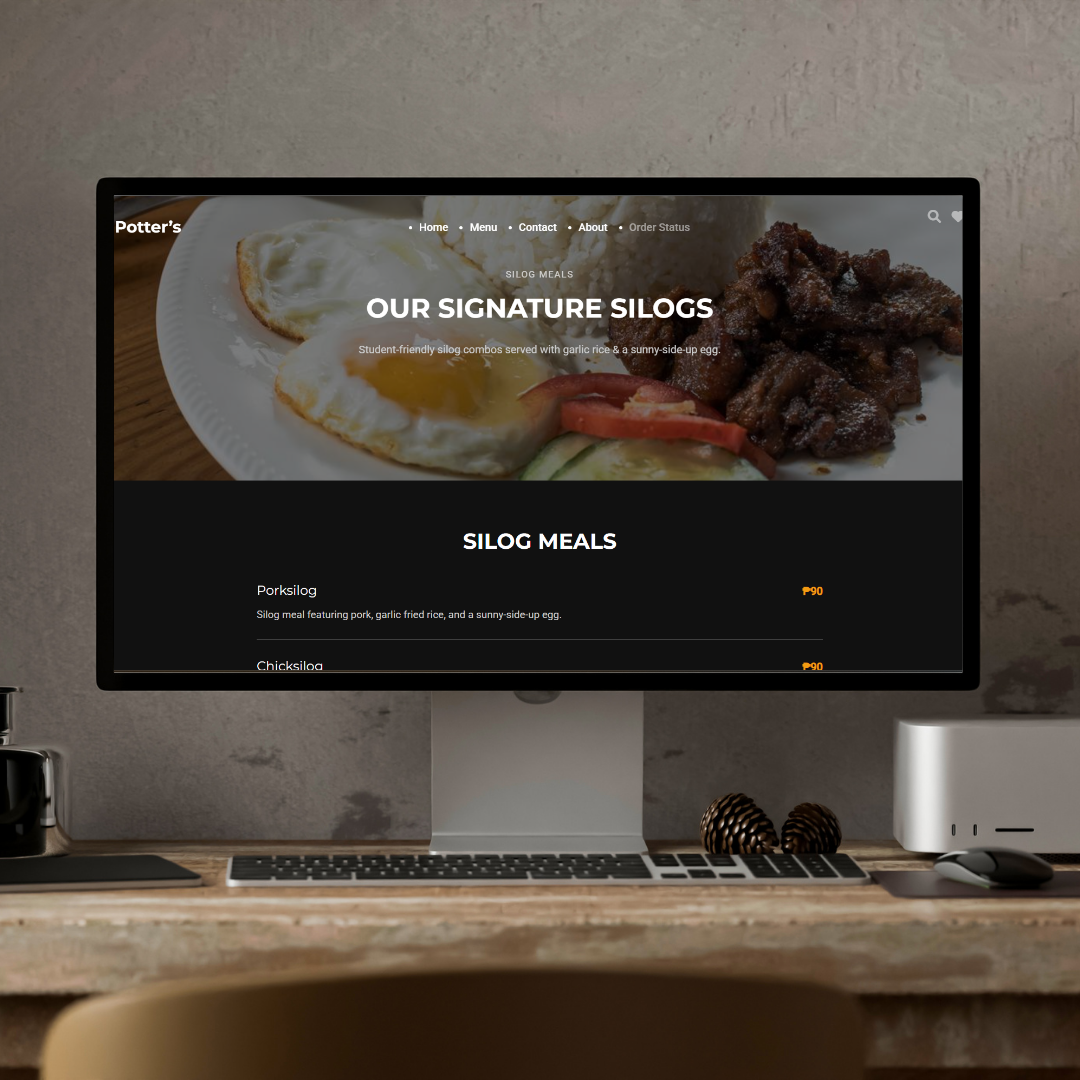 Potter's
• Home • Menu • Contact • About • Order Status
SILOG MEALS
OUR SIGNATURE SILOGS
Student-friendly silog combos served with garlic rice & a sunny-side-up egg.
SILOG MEALS
Porksilog ₱90
Silog meal featuring pork, garlic fried rice, and a sunny-side-up egg.
Chicksilog ₱90